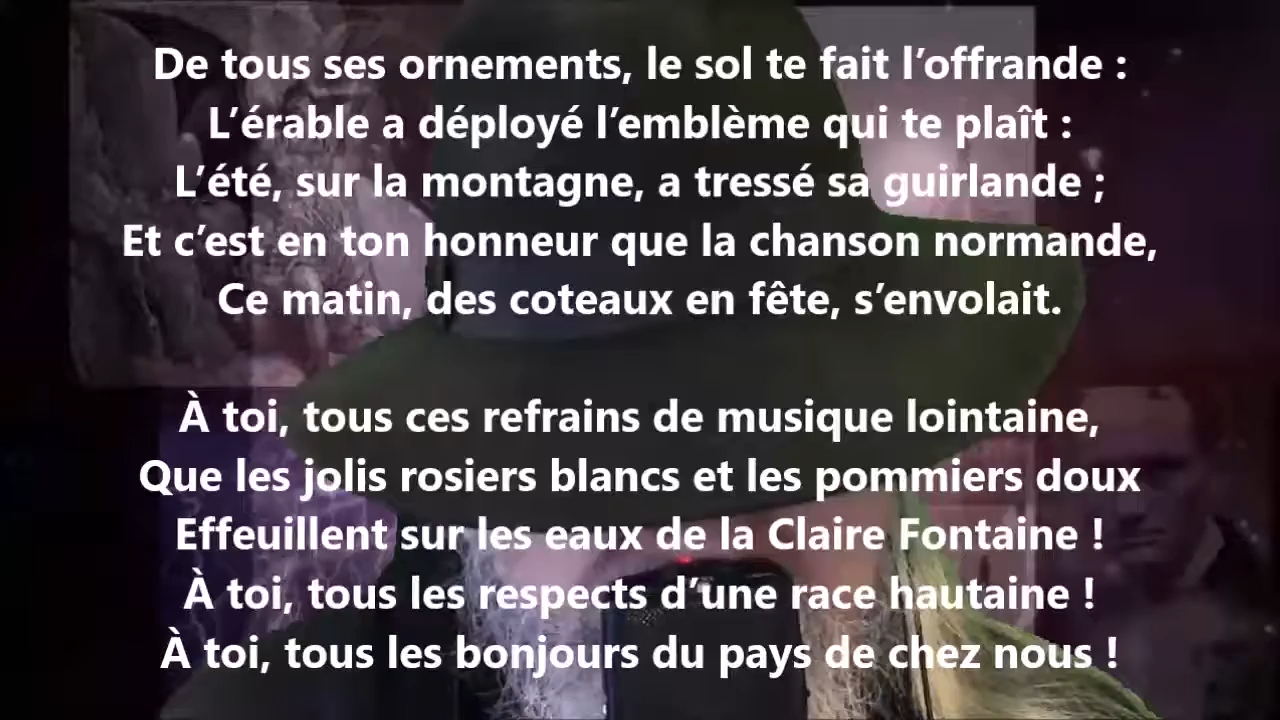 De tous ses ornements, le sol te fait l’offrande :
L’érable a déployé l’emblème qui te plaît :
L’été, sur la montagne, a tressé sa guirlande ;
Et c’est en ton honneur que la chanson normande,
Ce matin, des coteaux en fête, s’envolait.
À toi, tous ces refrains de musique lointaine,
Que les jolis rosiers blancs et les pommiers doux
Effeuillent sur les eaux de la Claire Fontaine !
À toi, tous les respects d’une race hautaine !
À toi, tous les bonjours du pays de chez nous !